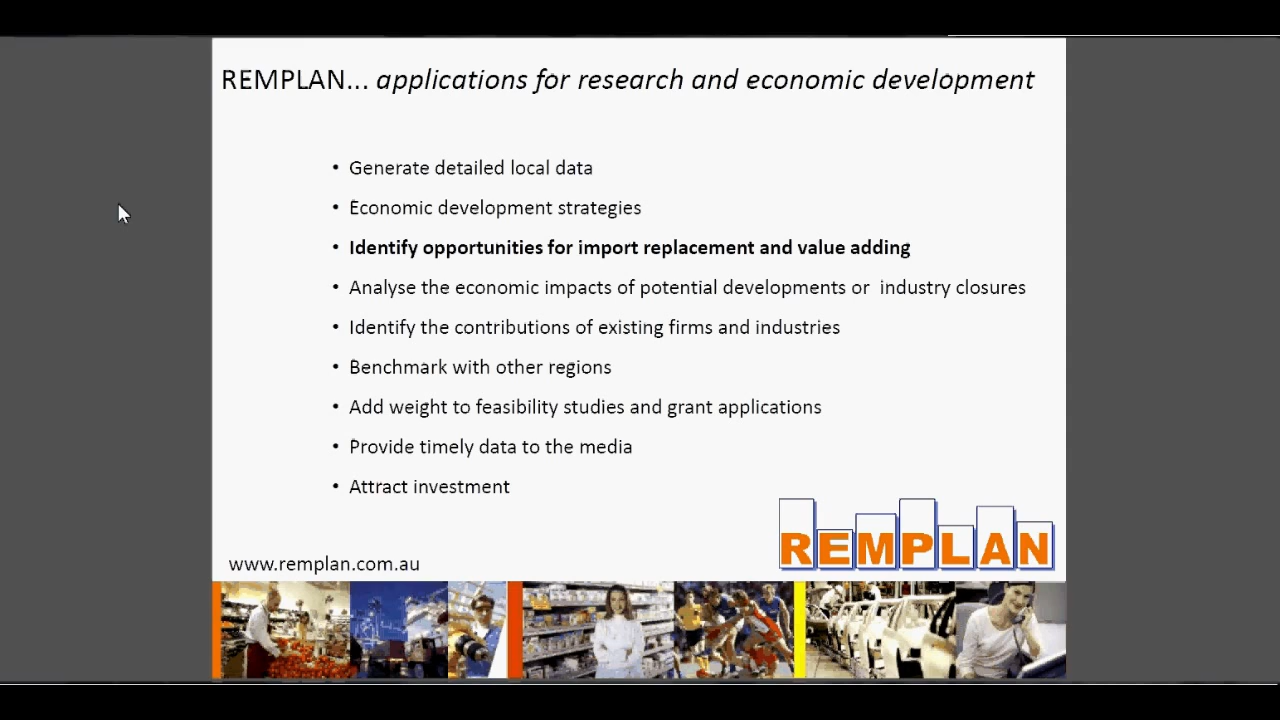 REMPLAN... applications for research and economic development
• Generate detailed local data
• Economic development strategies
• Identify opportunities for import replacement and value adding
• Analyse the economic impacts of potential developments or  industry closures
• Identify the contributions of existing firms and industries
• Benchmark with other regions
• Add weight to feasibility studies and grant applications
• Provide timely data to the media
• Attract investment
REMPLAN
www.remplan.com.au